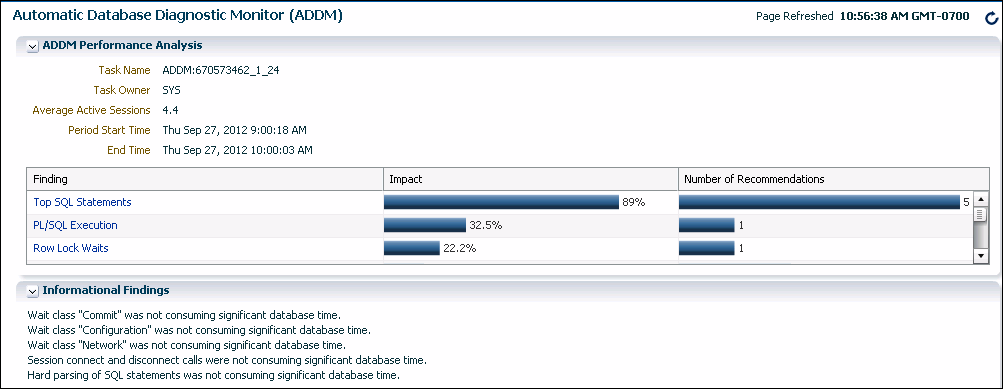 Automatic Database Diagnostic Monitor (ADDM)
Page Refreshed 10:56:38 AM GMT-0700
ADDM Performance Analysis
Task Name ADDM:670573462_1_24
Task Owner SYS
Average Active Sessions 4.4
Period Start Time Thu Sep 27, 2012 9:00:18 AM
End Time Thu Sep 27, 2012 10:00:03 AM
Finding Impact Number of Recommendations
Top SQL Statements 89% 5
PL/SQL Execution 32.5% 1
Row Lock Waits 22.2% 1
Informational Findings
Wait class "Commit" was not consuming significant database time.
Wait class "Configuration" was not consuming significant database time.
Wait class "Network" was not consuming significant database time.
Session connect and disconnect calls were not consuming significant database time.
Hard parsing of SQL statements was not consuming significant database time.